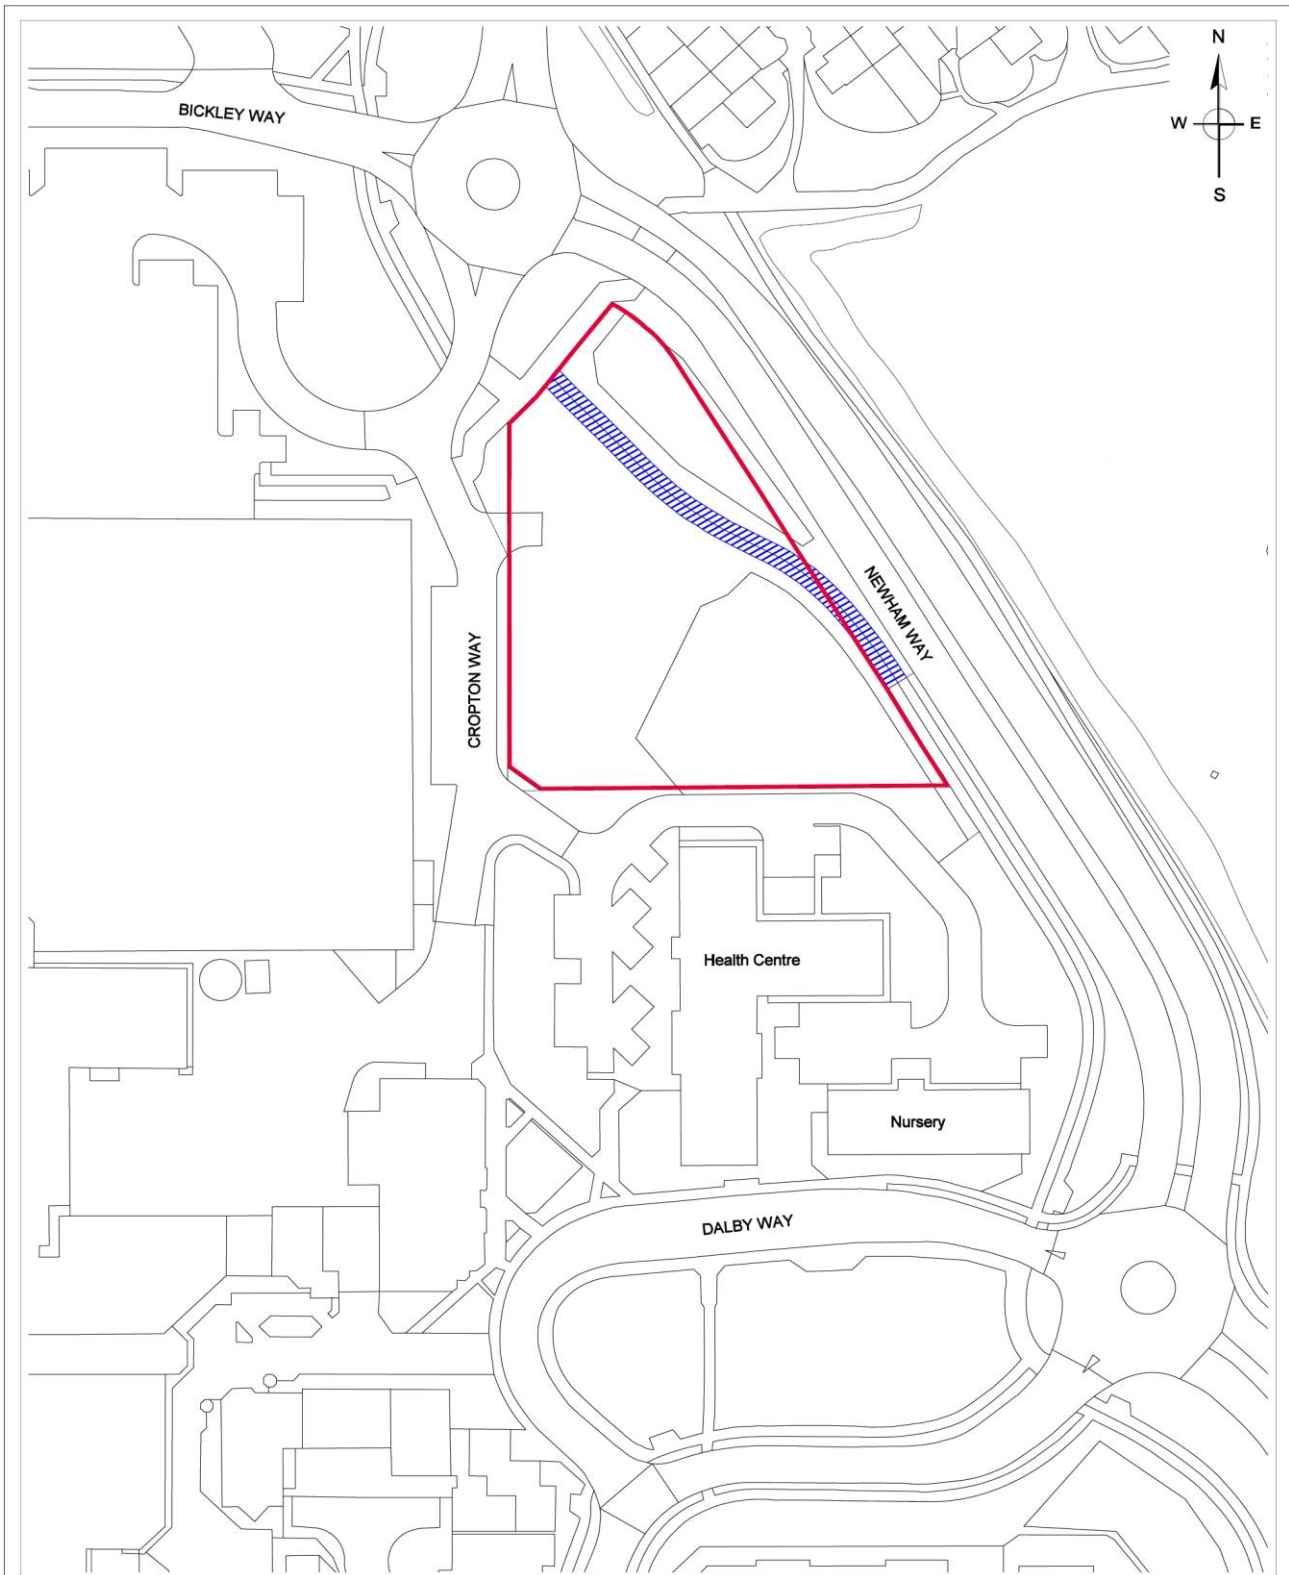 N
BICKLEY WAY
W
E
S
NEWHAM WAY
CROPTON WAY
Health Centre
Nursery
DALBY WAY